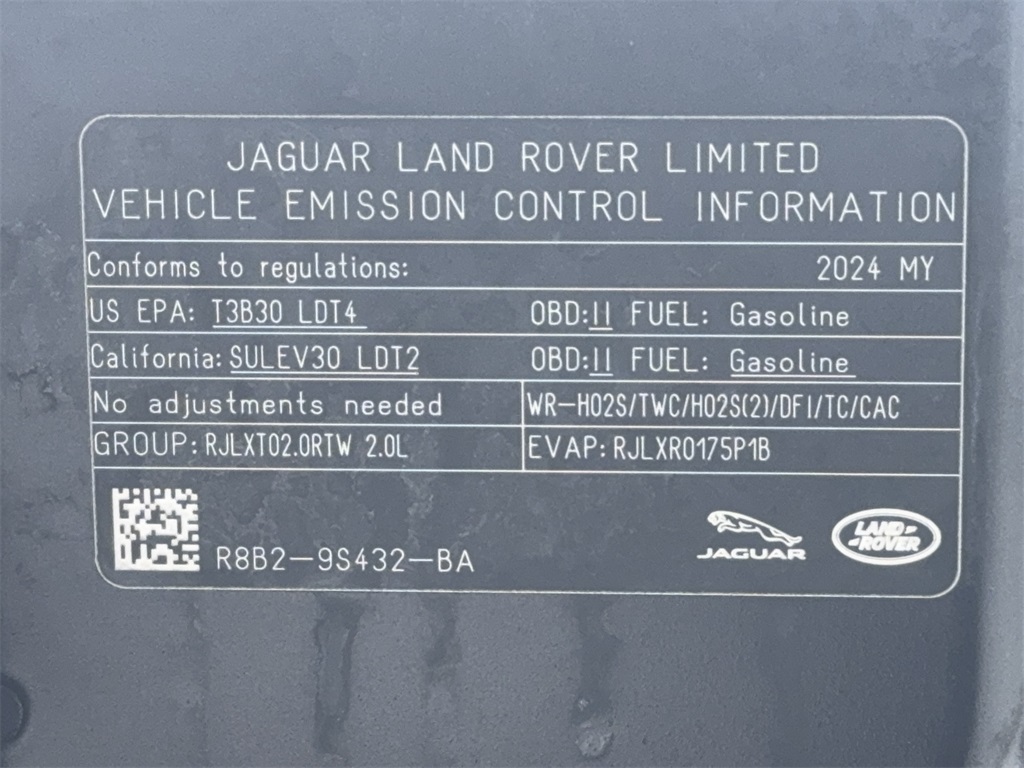 JAGUAR LAND ROVER LIMITED
VEHICLE EMISSION CONTROL INFORMATION
Conforms to regulations: 2024 MY
US EPA: T3B30 LDT4 OBD:II FUEL: Gasoline
California: SULEV30 LDT2 OBD:II FUEL: Gasoline
No adjustments needed WR-HO2S/TWC/HO2S(2)/DFI/TC/CAC
GROUP: RJLXT02.0RTW 2.0L EVAP: RJLXR0175P1B
R8B2-9S432-BA
JAGUAR
LAND-
-ROVER